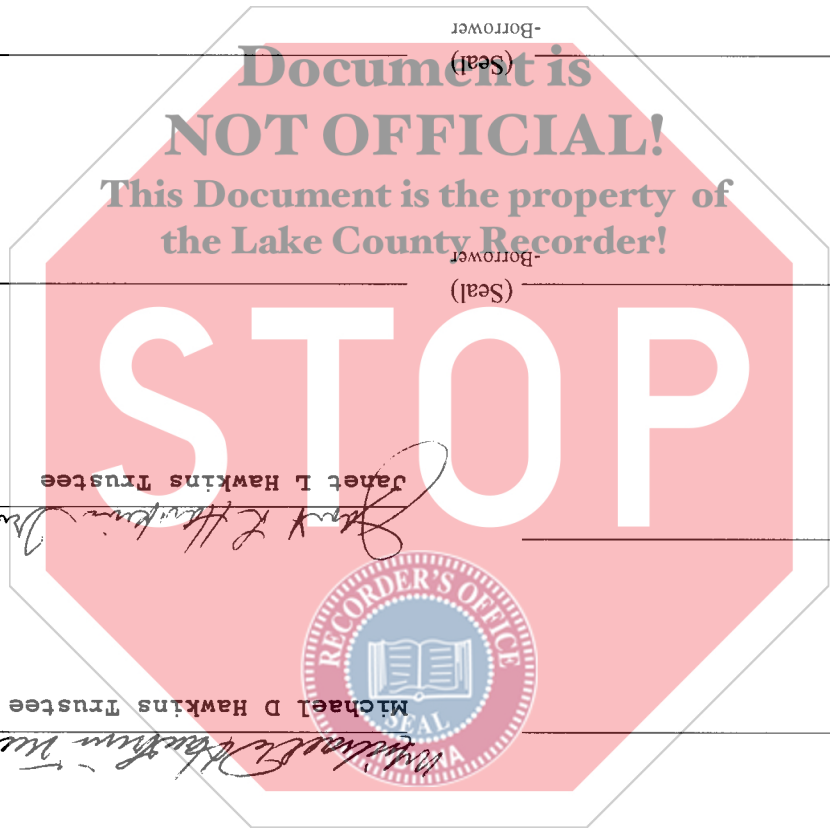 Document is
NOT OFFICIAL!
This Document is the property of
the Lake County Recorder!
STOP
RECORDER'S OFFICE
SEAL
Michael D Hawkins Trustee
Janet L Hawkins Trustee
(Seal)
-Borrower
(Seal)
-Borrower